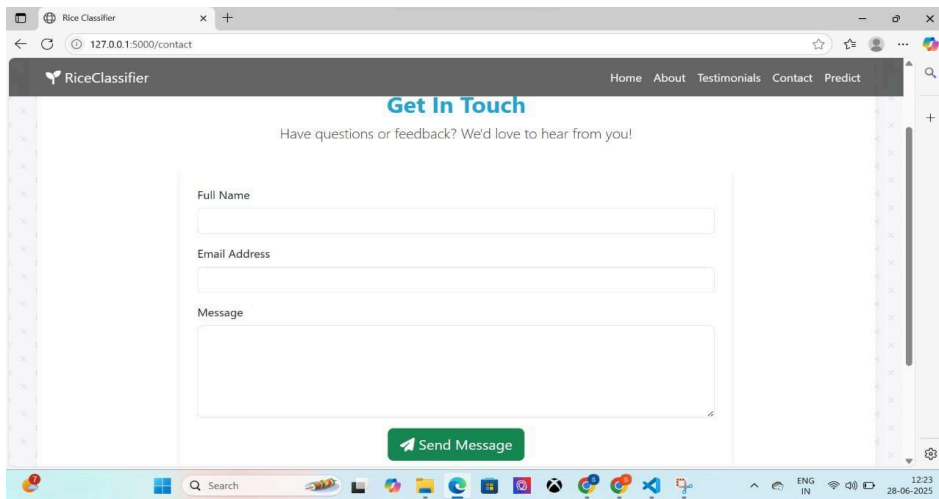 Rice Classifier
127.0.0.1:5000/contact
RiceClassifier
Home About Testimonials Contact Predict
Get In Touch
Have questions or feedback? We'd love to hear from you!
Full Name
Email Address
Message
Send Message
Search
ENG
IN
12:23
28-06-2025